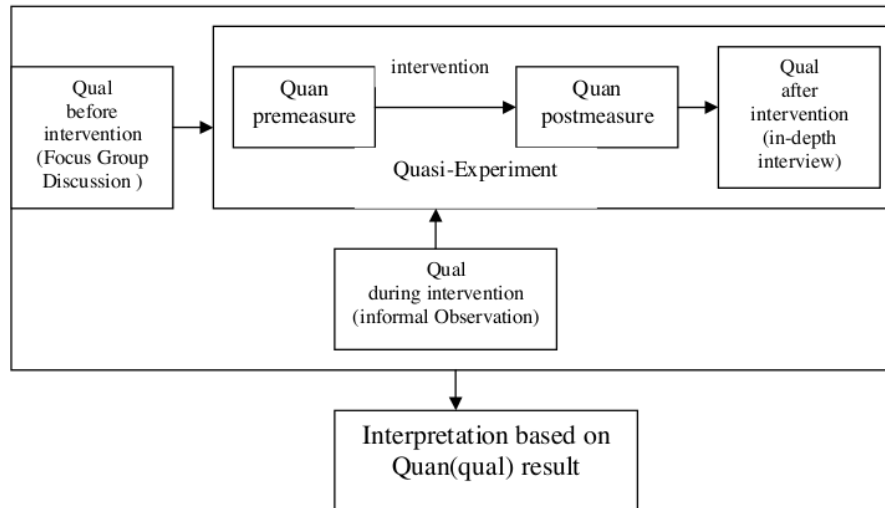 Qual
before
intervention
(Focus Group
Discussion )
intervention
Quan
premeasure
Quan
postmeasure
Qual
after
intervention
(in-depth
interview)
Quasi-Experiment
Qual
during intervention
(informal Observation)
Interpretation based on
Quan(qual) result